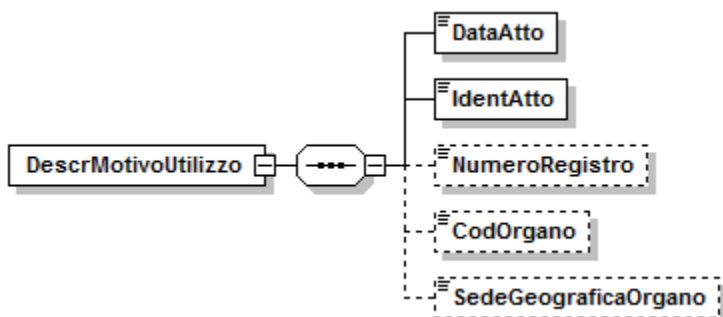 DataAtto
IdentAtto
DescrMotivoUtilizzo
NumeroRegistro
CodOrgano
SedeGeograficaOrgano